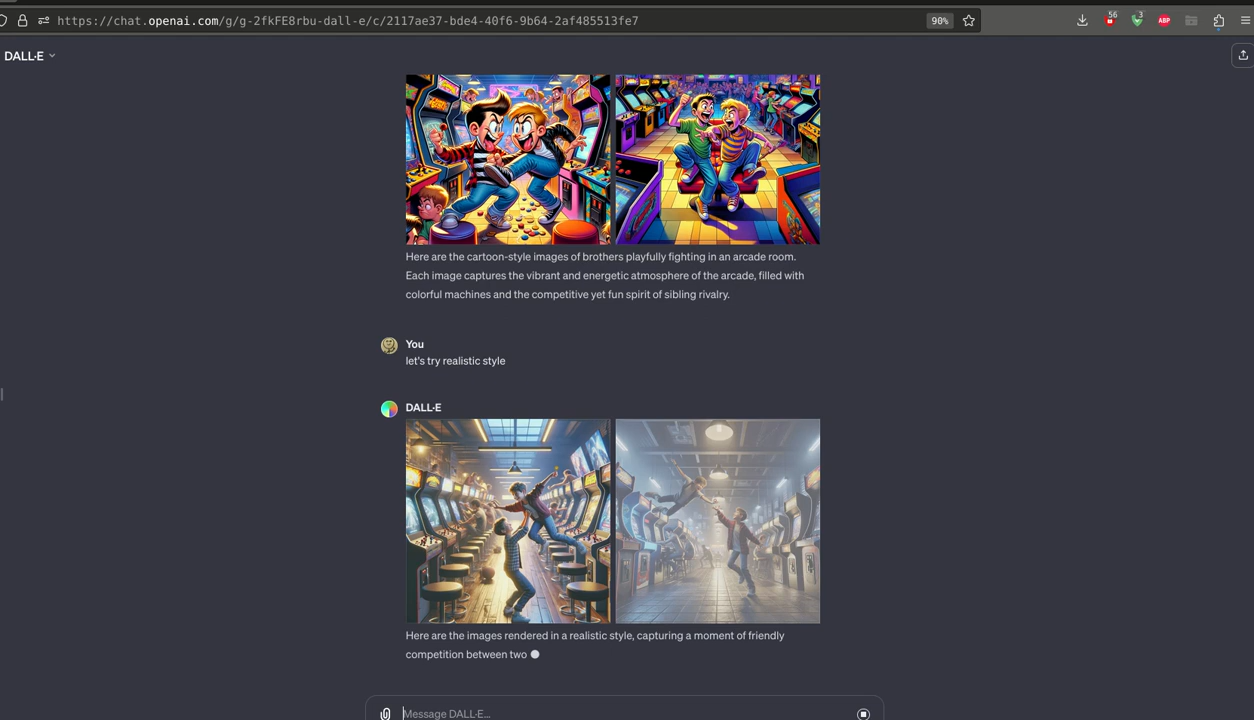 https://chat.openai.com/g/g-2fkFE8rbu-dall-e/c/2117ae37-bde4-40f6-9b64-2af485513fe7
90%
56
3
ABP
DALL·E
Here are the cartoon-style images of brothers playfully fighting in an arcade room.
Each image captures the vibrant and energetic atmosphere of the arcade, filled with
colorful machines and the competitive yet fun spirit of sibling rivalry.
You
let's try realistic style
DALL·E
Here are the images rendered in a realistic style, capturing a moment of friendly
competition between two
Message DALL·E...